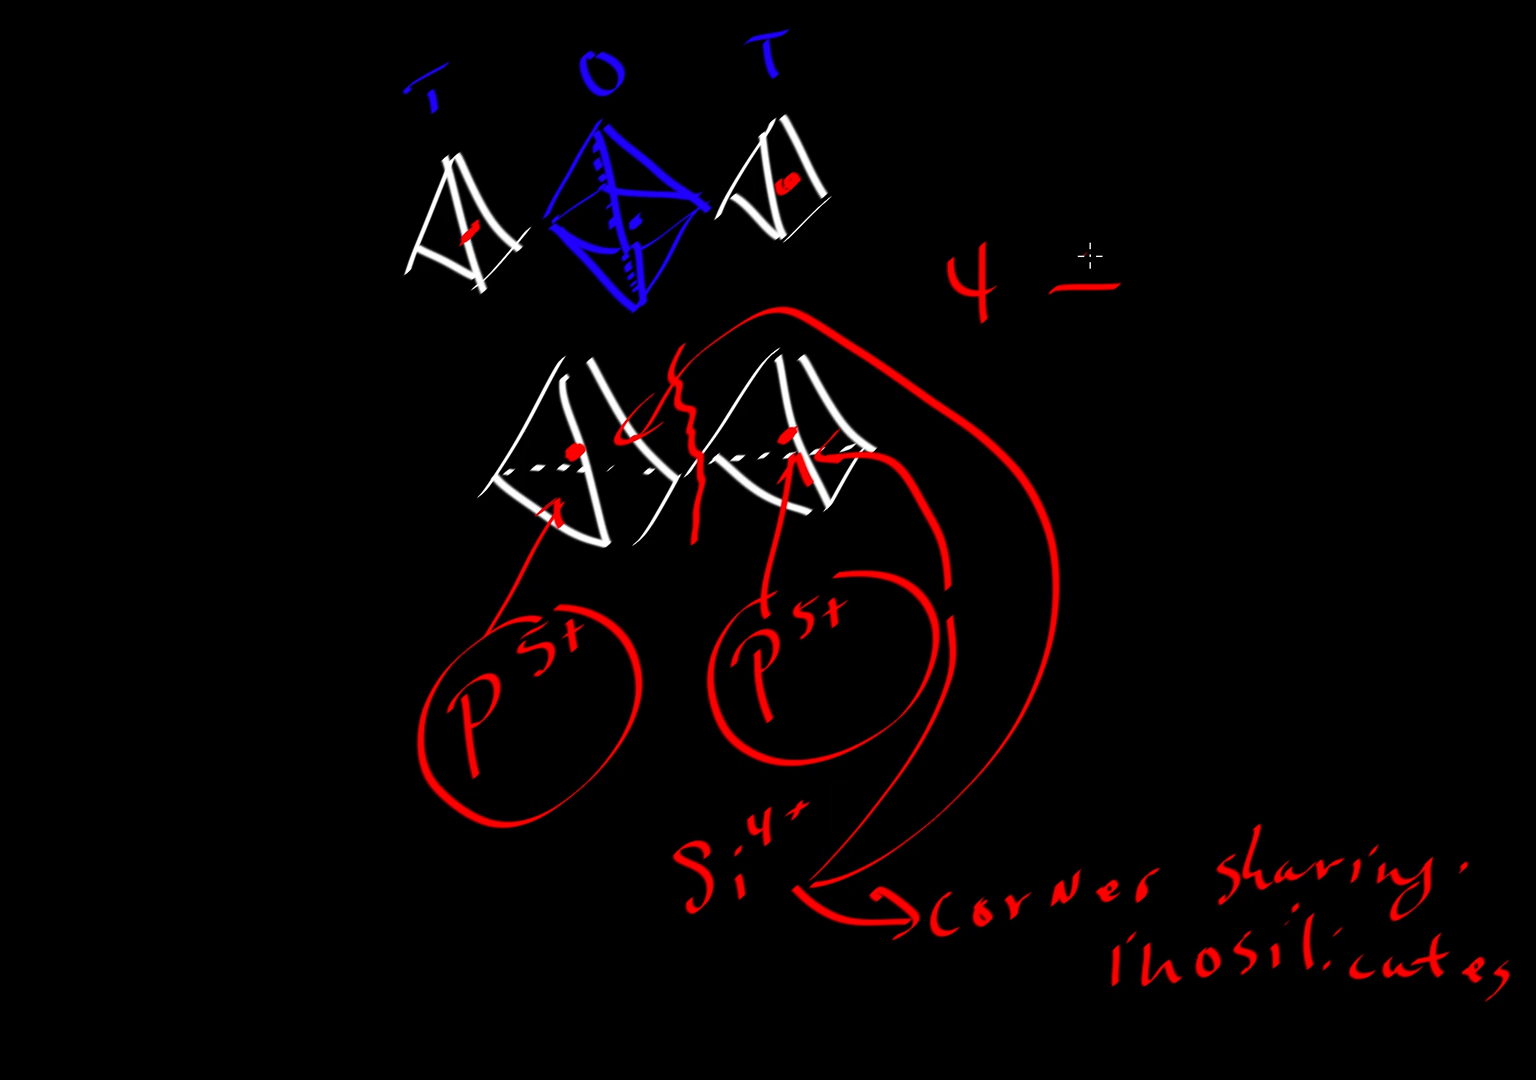 T O T
4 —
P5+ P5+
Si4+
corner sharing.
inosilicates